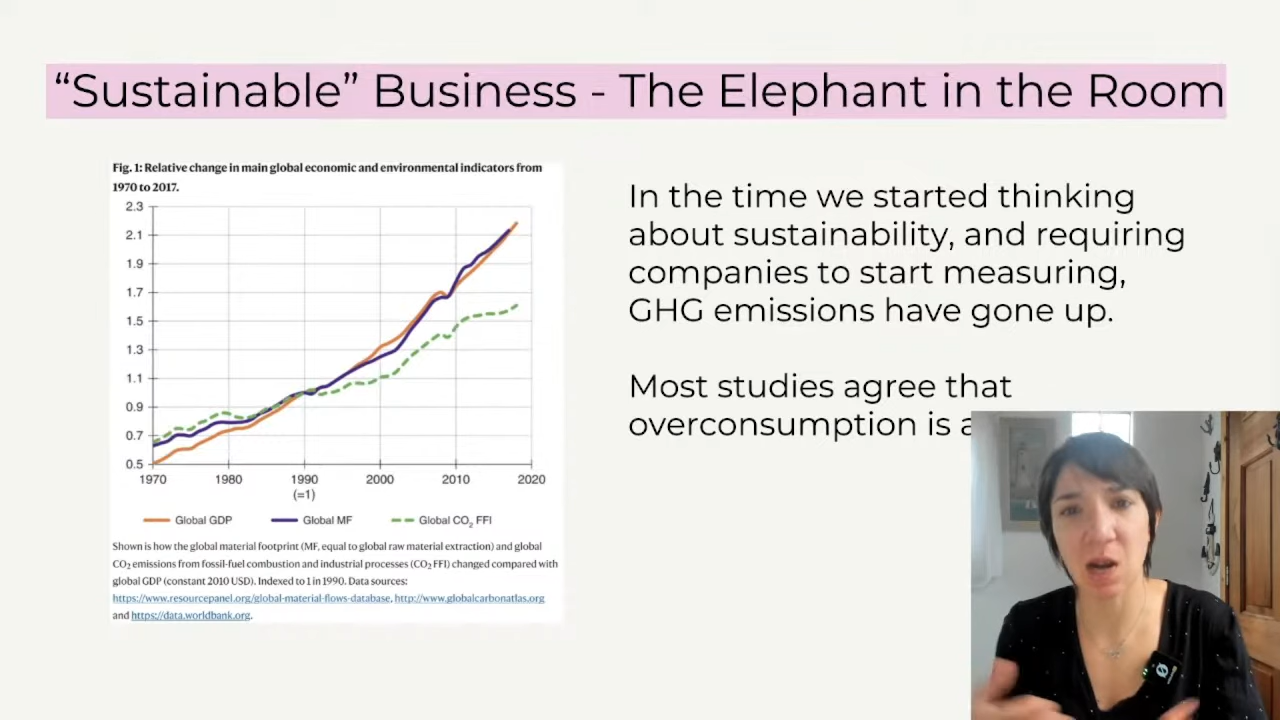 “Sustainable” Business - The Elephant in the Room
Fig. 1: Relative change in main global economic and environmental indicators from
1970 to 2017.
2.3
2.1
1.9
1.7
1.5
1.3
1.1
0.9
0.7
0.5
1970 1980 1990 2000 2010 2020
(=1)
Global GDP Global MF Global CO₂ FFI
Shown is how the global material footprint (MF, equal to global raw material extraction) and global
CO₂ emissions from fossil-fuel combustion and industrial processes (CO₂ FFI) changed compared with
global GDP (constant 2010 USD). Indexed to 1 in 1990. Data sources:
https://www.resourcepanel.org/global-material-flows-database, http://www.globalcarbonatlas.org
and https://data.worldbank.org.
In the time we started thinking
about sustainability, and requiring
companies to start measuring,
GHG emissions have gone up.
Most studies agree that
overconsumption is a